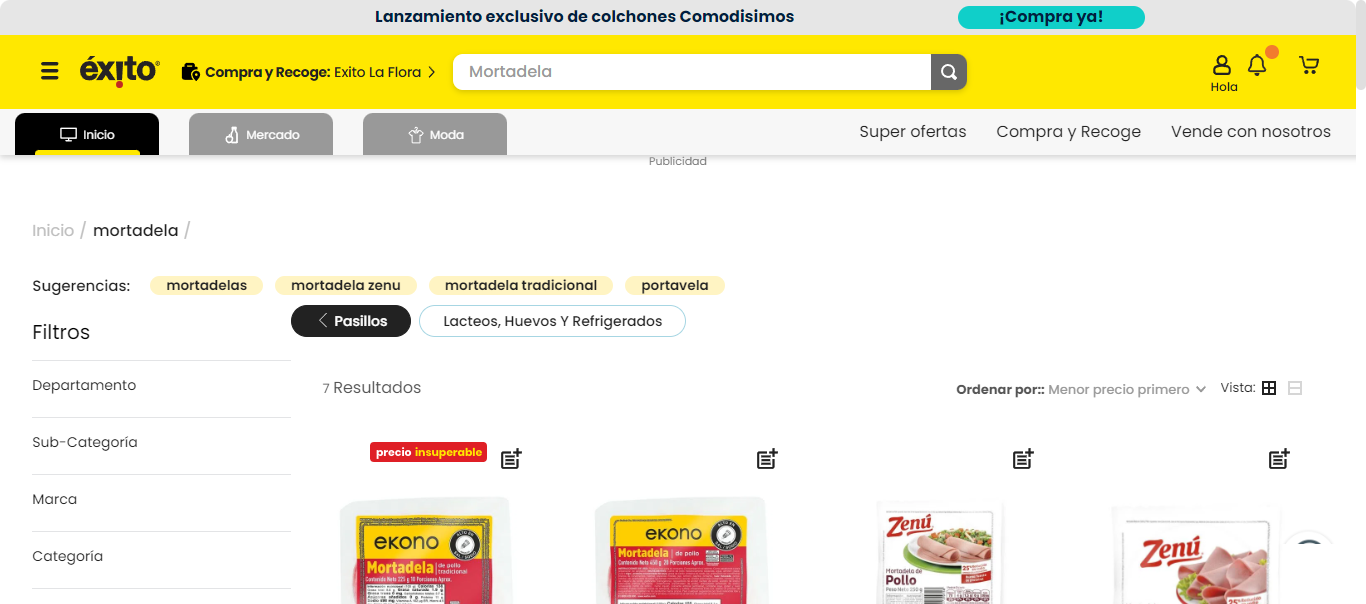 Lanzamiento exclusivo de colchones Comodisimos
¡Compra ya!
éxito
Compra y Recoge: Exito La Flora
Mortadela
Hola
Inicio
Mercado
Moda
Super ofertas
Compra y Recoge
Vende con nosotros
Publicidad
Inicio / mortadela /
Sugerencias:
mortadelas
mortadela zenu
mortadela tradicional
portavela
Pasillos
Lacteos, Huevos Y Refrigerados
Filtros
Departamento
Sub-Categoría
Marca
Categoría
7 Resultados
Ordenar por:: Menor precio primero
Vista:
precio insuperable
ekono
Mortadela de pollo tradicional
ekono
Mortadela de pollo
Zenú
Mortadela de
Pollo
Zenú